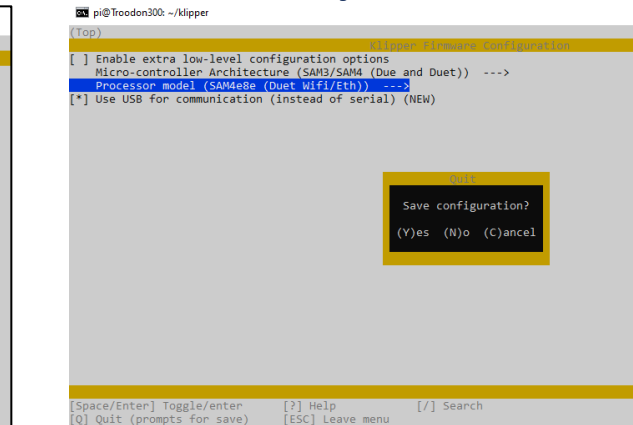 pi@Troodon300: ~/klipper
(Top)
Klipper Firmware Configuration
[ ] Enable extra low-level configuration options
Micro-controller Architecture (SAM3/SAM4 (Due and Duet)) --->
Processor model (SAM4e8e (Duet Wifi/Eth)) --->
[*] Use USB for communication (instead of serial) (NEW)
Quit
Save configuration?
(Y)es (N)o (C)ancel
[Space/Enter] Toggle/enter [?] Help [/] Search
[Q] Quit (prompts for save) [ESC] Leave menu